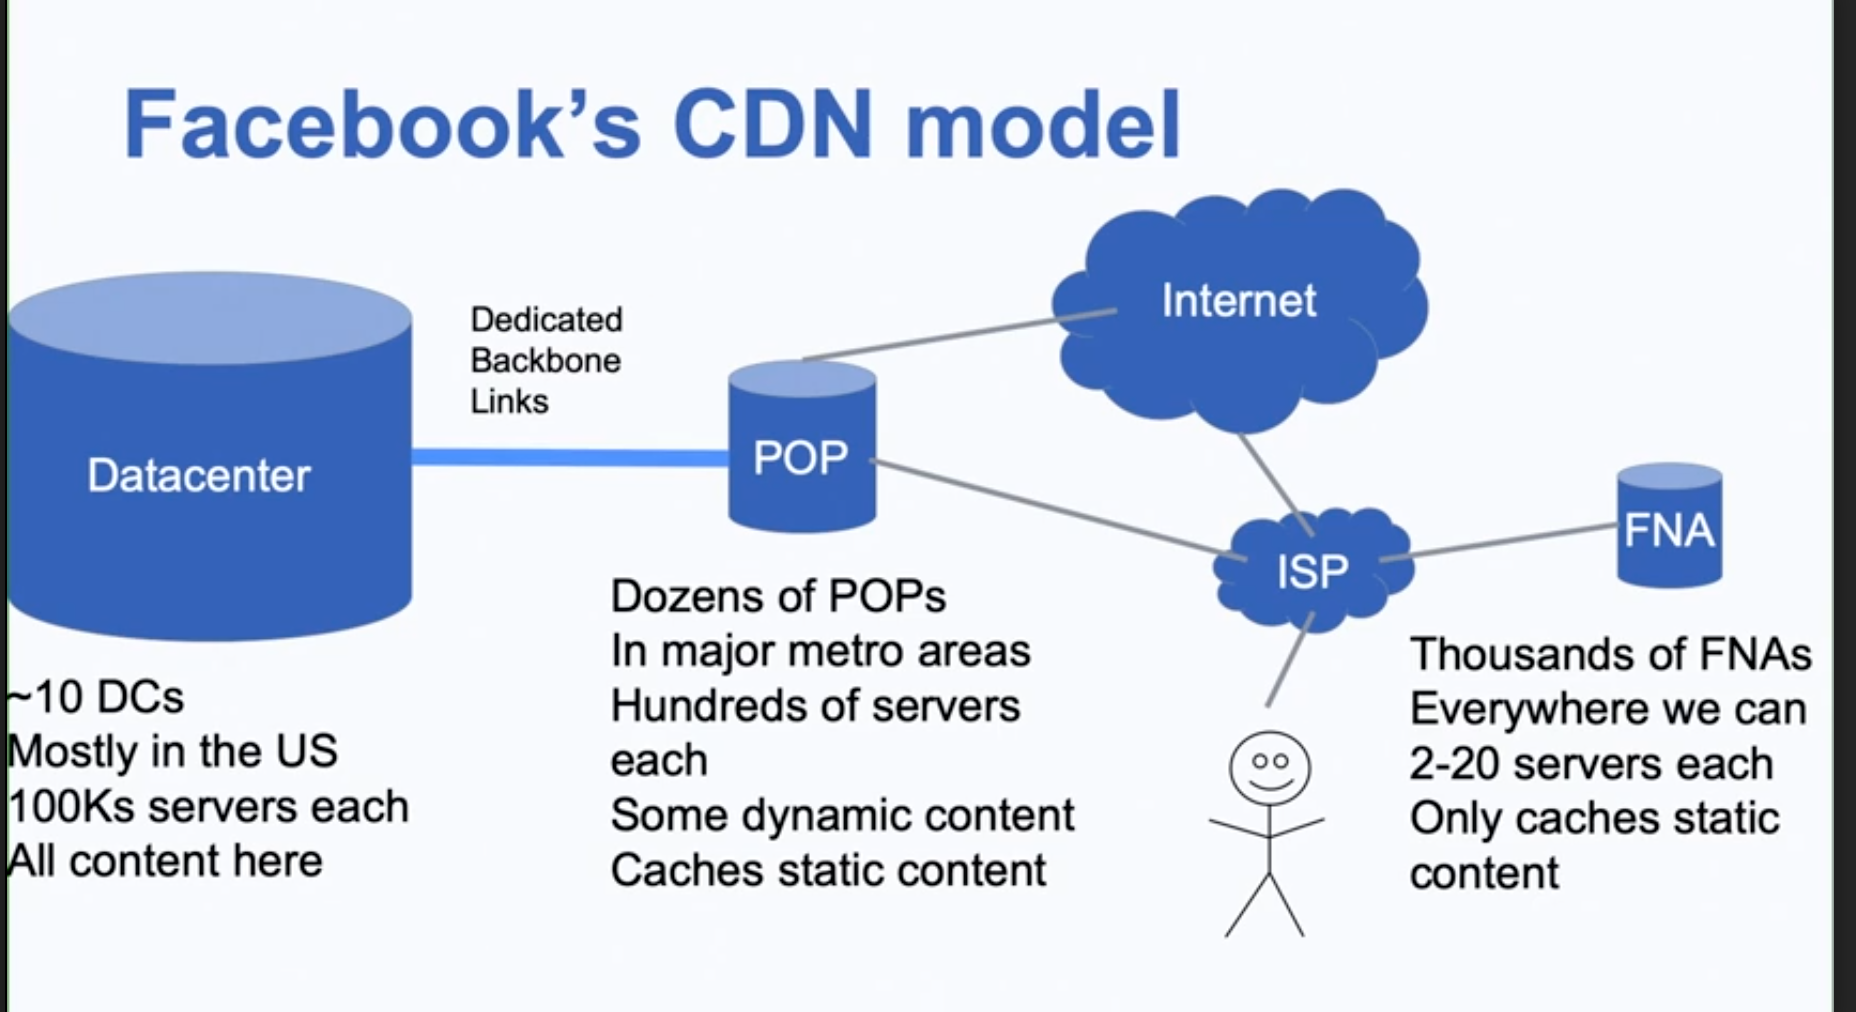 Facebook's CDN model
Datacenter
Dedicated
Backbone
Links
POP
Internet
ISP
FNA
~10 DCs
Mostly in the US
100Ks servers each
All content here
Dozens of POPs
In major metro areas
Hundreds of servers
each
Some dynamic content
Caches static content
Thousands of FNAs
Everywhere we can
2-20 servers each
Only caches static
content